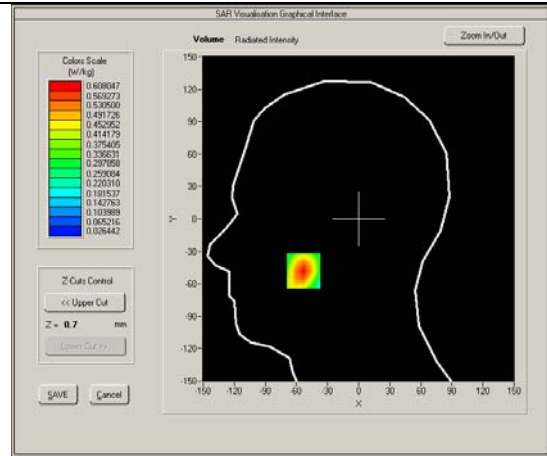 SAR Visualisation Graphical Interface
Volume Radiated Intensity
Zoom In/Out
Colors Scale
(W/kg)
0.608047
0.569273
0.530500
0.491726
0.452952
0.414179
0.375405
0.336631
0.297858
0.259084
0.220310
0.181537
0.142763
0.103989
0.065216
0.026442
Z Cuts Control
<< Upper Cut
Z = 0.7 mm
Lower Cut >>
SAVE
Cancel
Y
150
120
90
60
30
0
-30
-60
-90
-120
-150
-150 -120 -90 -60 -30 0 30 60 90 120 150
X